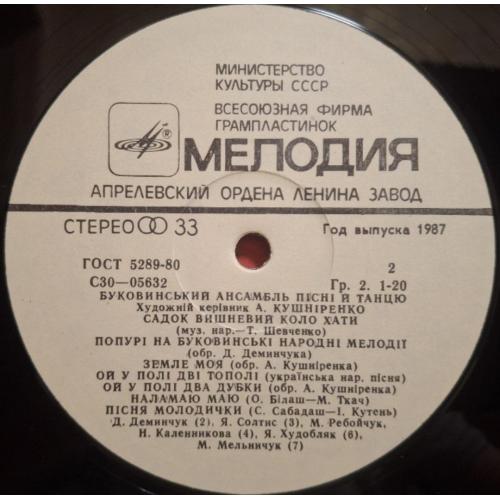 МИНИСТЕРСТВО
КУЛЬТУРЫ СССР
ВСЕСОЮЗНАЯ ФИРМА
ГРАМПЛАСТИНОК
®
МЕЛОДИЯ
АПРЕЛЕВСКИЙ ОРДЕНА ЛЕНИНА ЗАВОД
СТЕРЕО 33 Год выпуска 1987
ГОСТ 5289-80 2
С30—05632 Гр. 2. 1-20
БУКОВИНСЬКИЙ АНСАМБЛЬ ПІСНІ Й ТАНЦЮ
Художній керівник А. КУШНІРЕНКО
САДОК ВИШНЕВИЙ КОЛО ХАТИ
(муз. нар.—Т. Шевченко)
ПОПУРІ НА БУКОВИНСЬКІ НАРОДНІ МЕЛОДІЇ
(обр. Д. Деминчука)
ЗЕМЛЕ МОЯ (обр. А. Кушніренка)
ОЙ У ПОЛІ ДВІ ТОПОЛІ (українська нар. пісня)
ОЙ У ПОЛІ ДВА ДУБКИ (обр. А. Кушніренка)
НАЛАМАЮ МАЮ (О. Білаш—М. Ткач)
ПІСНЯ МОЛОДИЧКИ (С. Сабадаш—І. Кутень)
Д. Деминчук (2), Я. Солтис (3), М. Ребойчук,
Н. Каленникова (4), Я. Худобляк (6),
М. Мельничук (7)